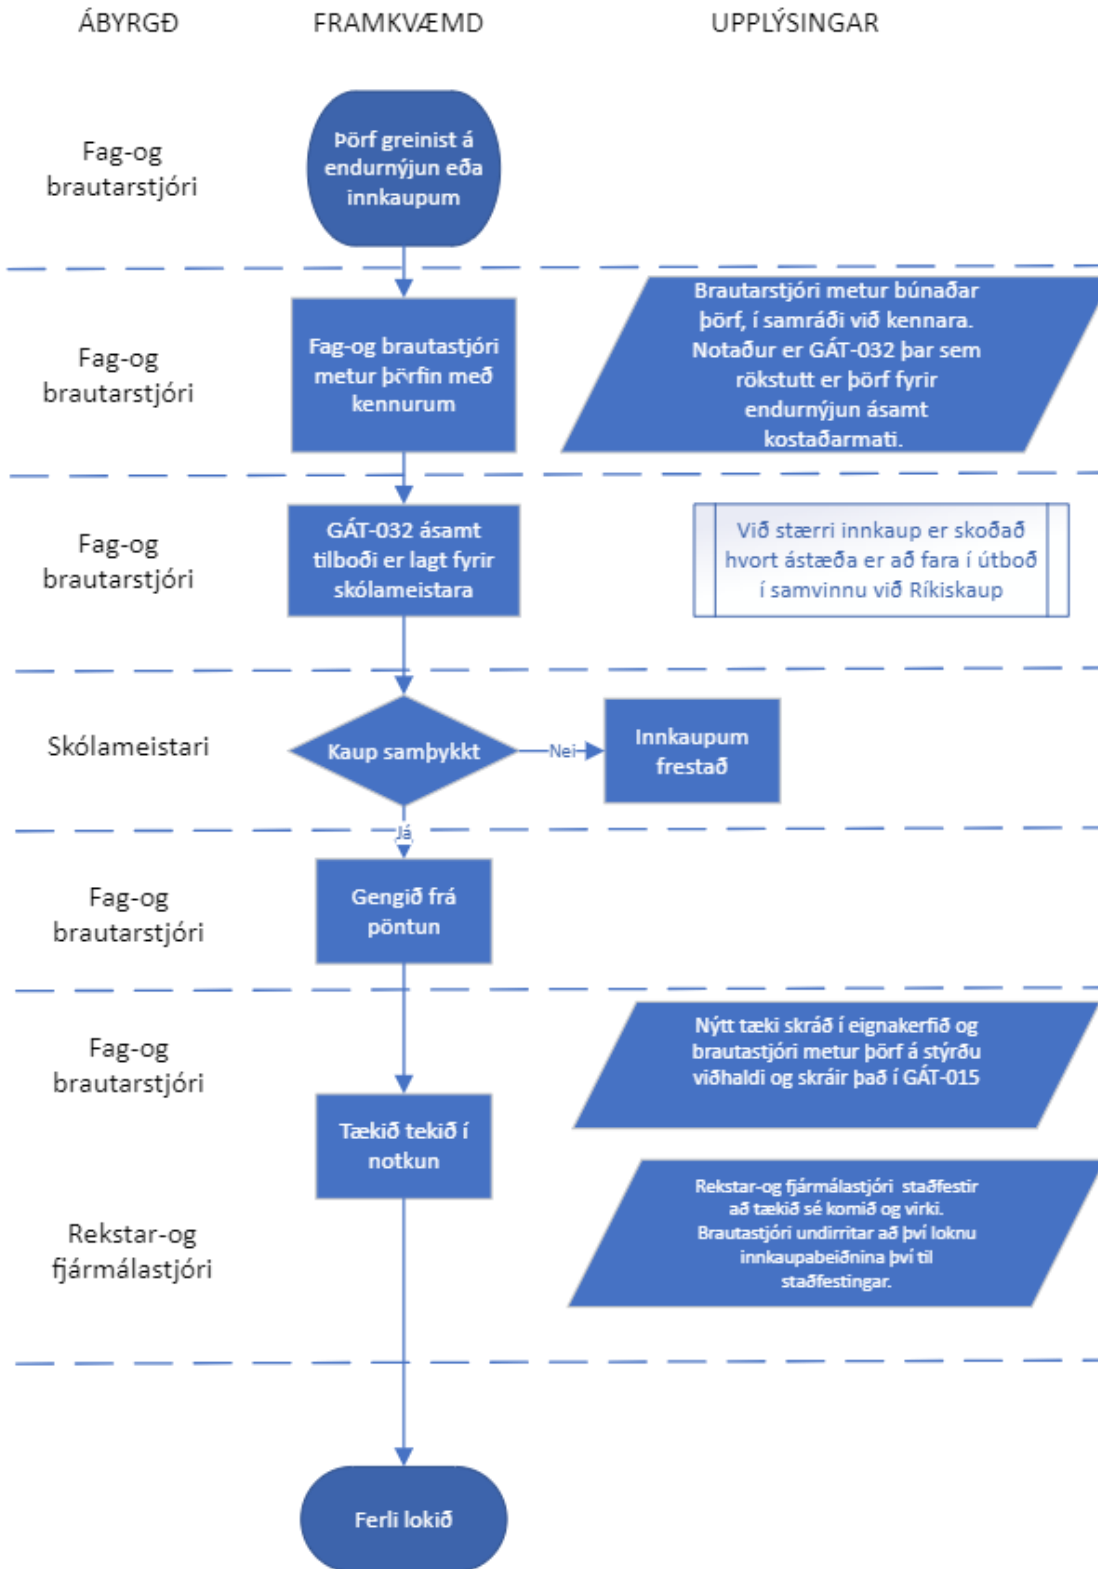 ÁBYRGÐ
FRAMKVÆMD
UPPLÝSINGAR
Fag-og
brautarstjóri
Þörf greinist á
endurnýjun eða
innkaupum
Fag-og
brautarstjóri
Fag-og brautastjóri
metur þörfin með
kennurum
Brautarstjóri metur búnaðar
þörf, í samráði við kennara.
Notaður er GÁT-032 þar sem
rökstutt er þörf fyrir
endurnýjun ásamt
kostaðarmati.
Fag-og
brautarstjóri
GÁT-032 ásamt
tilboði er lagt fyrir
skólameistara
Við stærri innkaup er skoðað
hvort ástæða er að fara í útboð
í samvinnu við Ríkiskaup
Skólameistari
Kaup samþykkt
Nei
Innkaupum
frestað
Já
Fag-og
brautarstjóri
Gengið frá
pöntun
Fag-og
brautarstjóri
Nýtt tæki skráð í eignakerfið og
brautastjóri metur þörf á stýrðu
viðhaldi og skráir það í GÁT-015
Tækið tekið í
notkun
Rekstar-og
fjármálastjóri
Rekstar-og fjármálastjóri staðfestir
að tækið sé komið og virki.
Brautastjóri undirritar að því loknu
innkaupabeiðnina því til
staðfestingar.
Ferli lokið